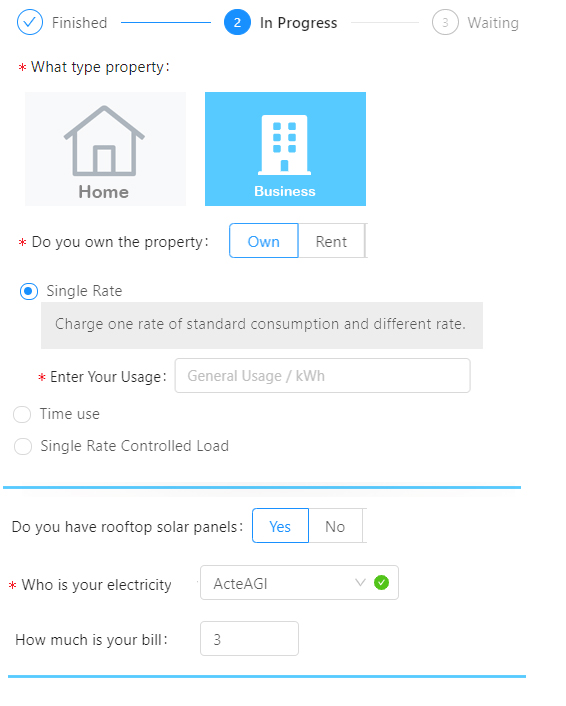 Finished 2 In Progress 3 Waiting
* What type property:
Home Business
* Do you own the property: Own Rent
Single Rate
Charge one rate of standard consumption and different rate.
* Enter Your Usage: General Usage / kWh
Time use
Single Rate Controlled Load
Do you have rooftop solar panels: Yes No
* Who is your electricity ActeAGI
How much is your bill: 3